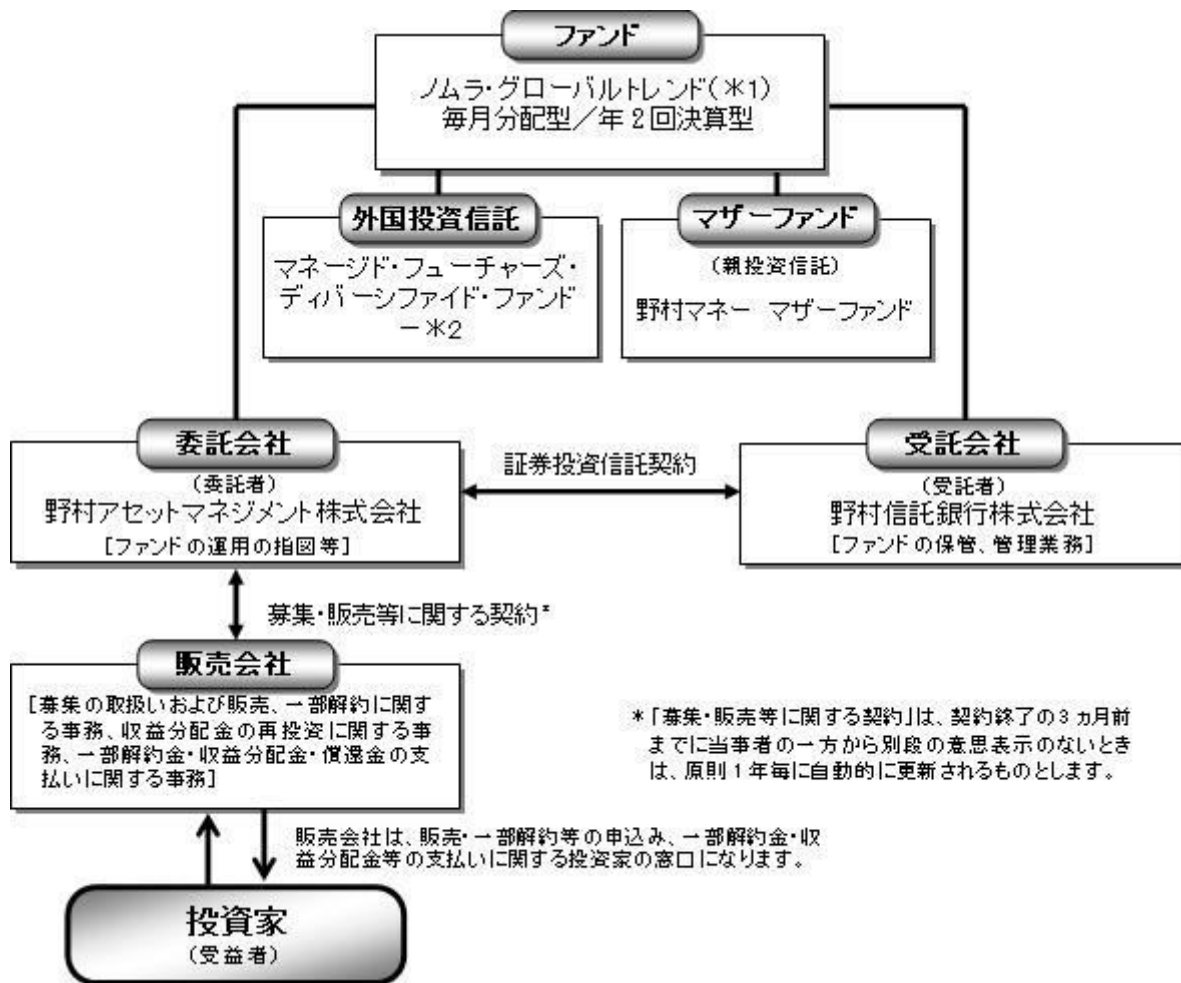 ファンド
ノムラ・グローバルトレンド(＊1)
毎月分配型／年２回決算型
外国投資信託
マネージド・フューチャーズ・
ディバーシファイド・ファンド
－＊2
マザーファンド
(親投資信託)
野村マネー マザーファンド
委託会社
(委託者)
野村アセットマネジメント株式会社
[ファンドの運用の指図等]
証券投資信託契約
受託会社
(受託者)
野村信託銀行株式会社
[ファンドの保管、管理業務]
募集・販売等に関する契約*
販売会社
[募集の取扱いおよび販売、一部解約に関す
る事務、収益分配金の再投資に関する事
務、一部解約金・収益分配金・償還金の支
払いに関する事務]
*「募集・販売等に関する契約」は、契約終了の３ヵ月前
までに当事者の一方から別段の意思表示のないとき
は、原則１年毎に自動的に更新されるものとします。
販売会社は、販売・一部解約等の申込み、一部解約金・収
益分配金等の支払いに関する投資家の窓口になります。
投資家
(受益者)